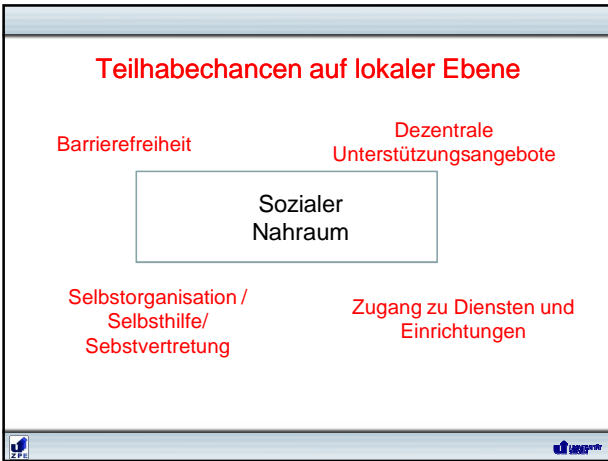 Teilhabechancen auf lokaler Ebene
Barrierefreiheit
Dezentrale
Unterstützungsangebote
Sozialer
Nahraum
Selbstorganisation /
Selbsthilfe/
Sebstvertretung
Zugang zu Diensten und
Einrichtungen
ZPE